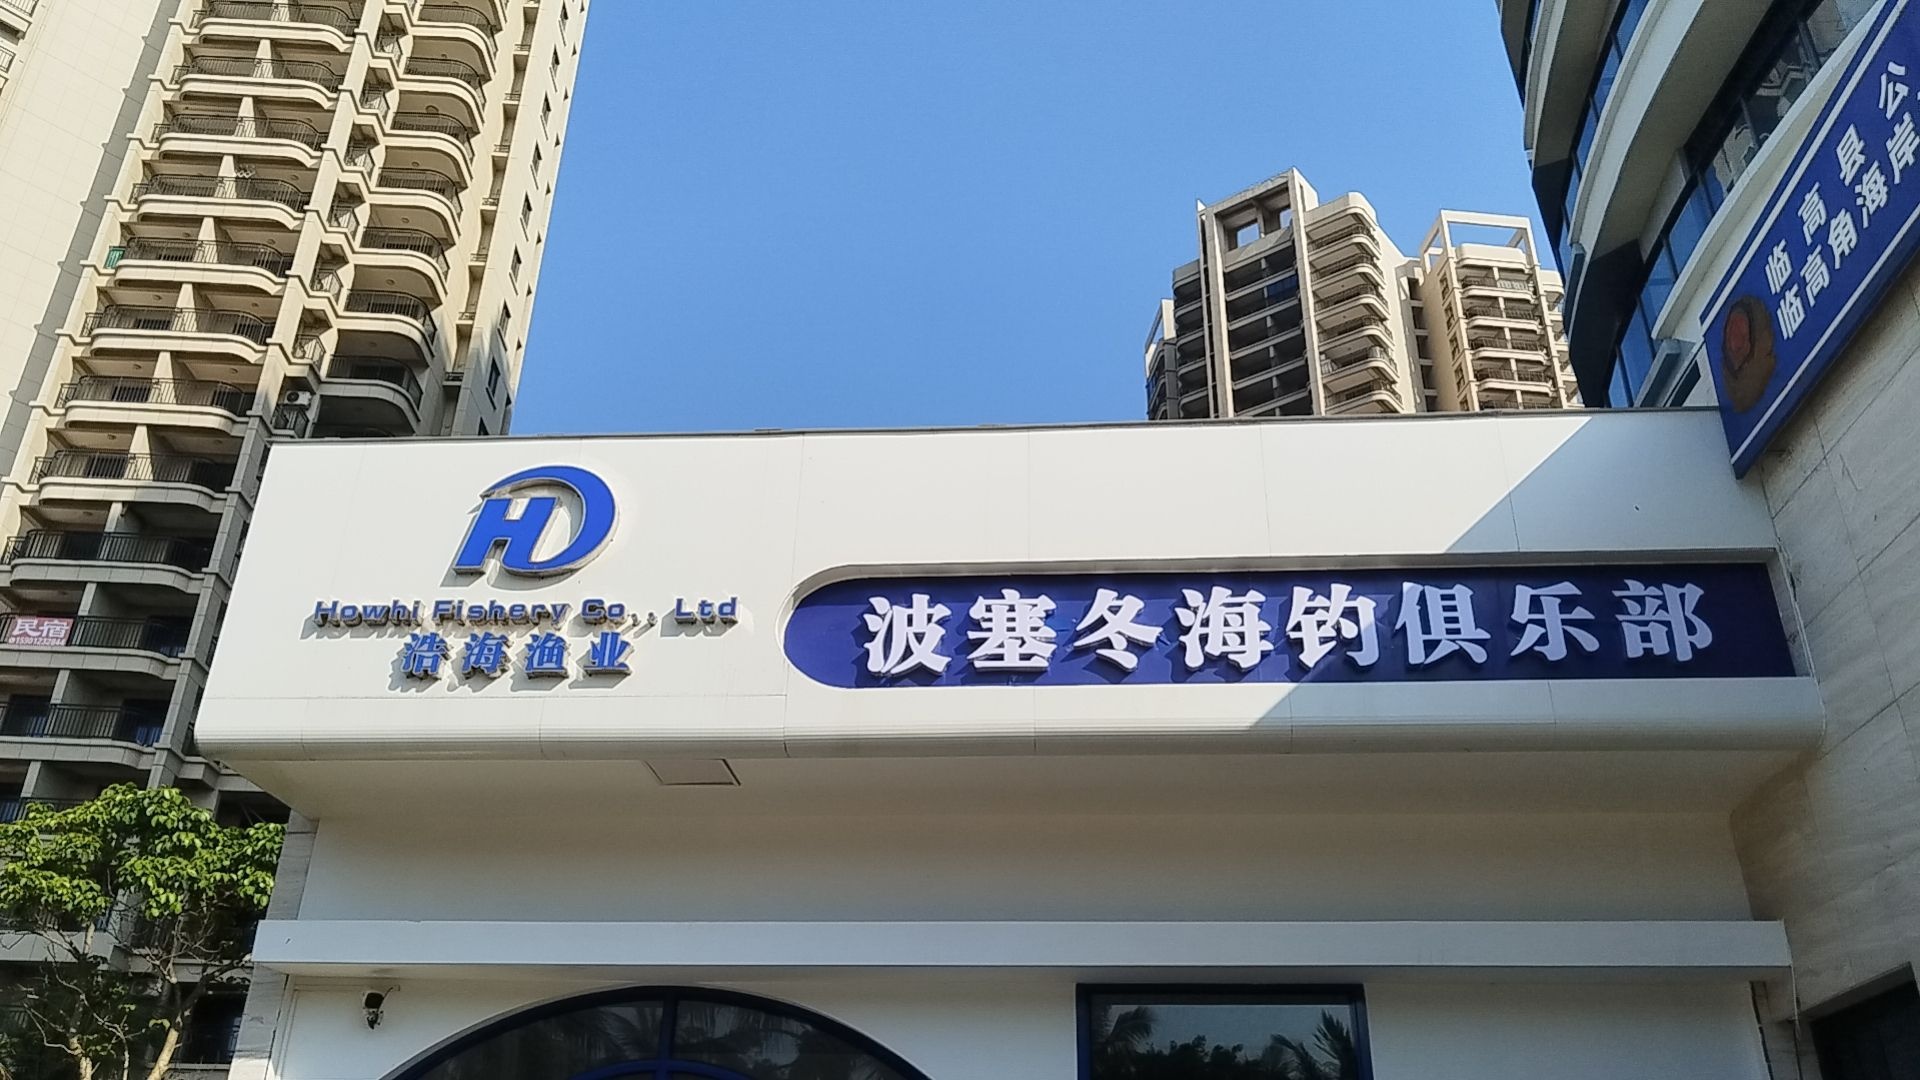 临高县公
临高角海岸
HD
Howhi Fishery Co., Ltd
浩海渔业
波塞冬海钓俱乐部
民宿
15901232844